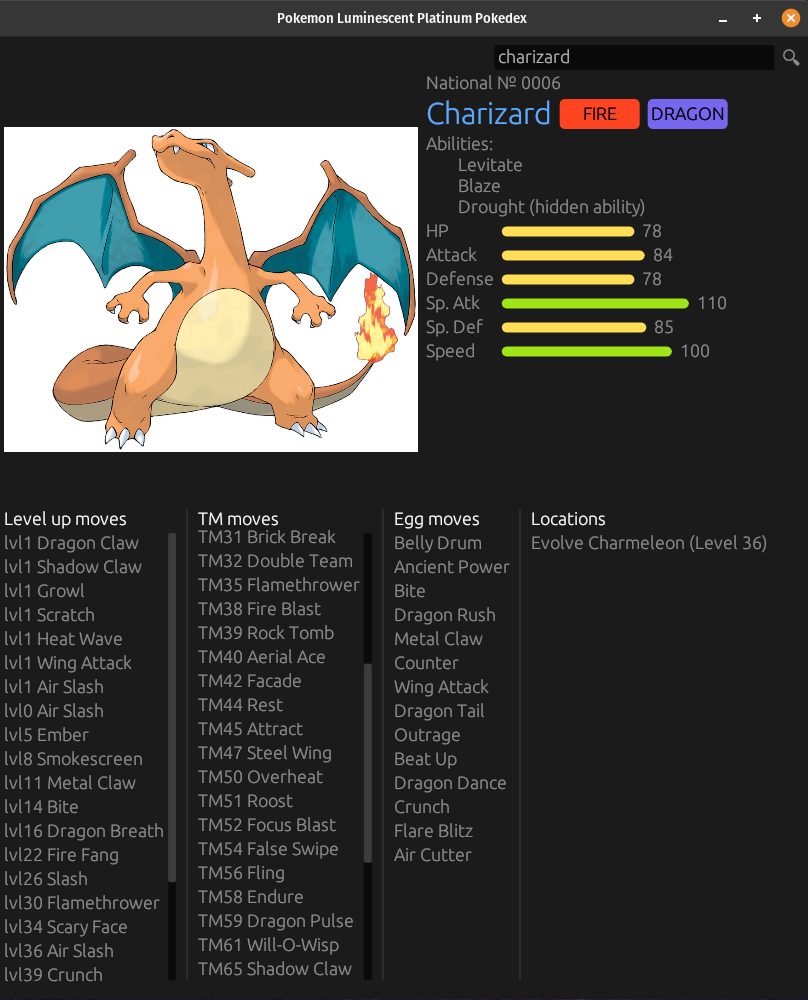 Pokemon Luminescent Platinum Pokedex
charizard
National № 0006
Charizard FIRE DRAGON
Abilities:
Levitate
Blaze
Drought (hidden ability)
HP 78
Attack 84
Defense 78
Sp. Atk 110
Sp. Def 85
Speed 100
Level up moves
lvl1 Dragon Claw
lvl1 Shadow Claw
lvl1 Growl
lvl1 Scratch
lvl1 Heat Wave
lvl1 Wing Attack
lvl1 Air Slash
lvl0 Air Slash
lvl5 Ember
lvl8 Smokescreen
lvl11 Metal Claw
lvl14 Bite
lvl16 Dragon Breath
lvl22 Fire Fang
lvl26 Slash
lvl30 Flamethrower
lvl34 Scary Face
lvl36 Air Slash
lvl39 Crunch
TM moves
TM31 Brick Break
TM32 Double Team
TM35 Flamethrower
TM38 Fire Blast
TM39 Rock Tomb
TM40 Aerial Ace
TM42 Facade
TM44 Rest
TM45 Attract
TM47 Steel Wing
TM50 Overheat
TM51 Roost
TM52 Focus Blast
TM54 False Swipe
TM56 Fling
TM58 Endure
TM59 Dragon Pulse
TM61 Will-O-Wisp
TM65 Shadow Claw
Egg moves
Belly Drum
Ancient Power
Bite
Dragon Rush
Metal Claw
Counter
Wing Attack
Dragon Tail
Outrage
Beat Up
Dragon Dance
Crunch
Flare Blitz
Air Cutter
Locations
Evolve Charmeleon (Level 36)